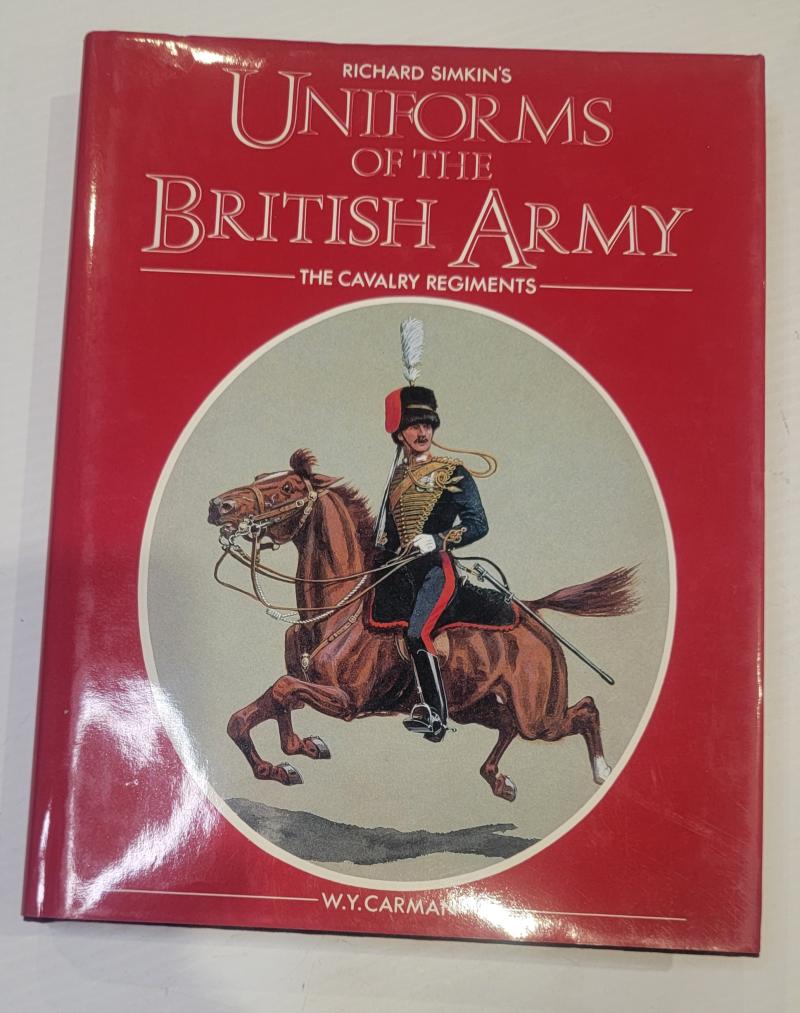 RICHARD SIMKIN'S
UNIFORMS
OF THE
BRITISH ARMY
THE CAVALRY REGIMENTS
W.Y. CARMAN